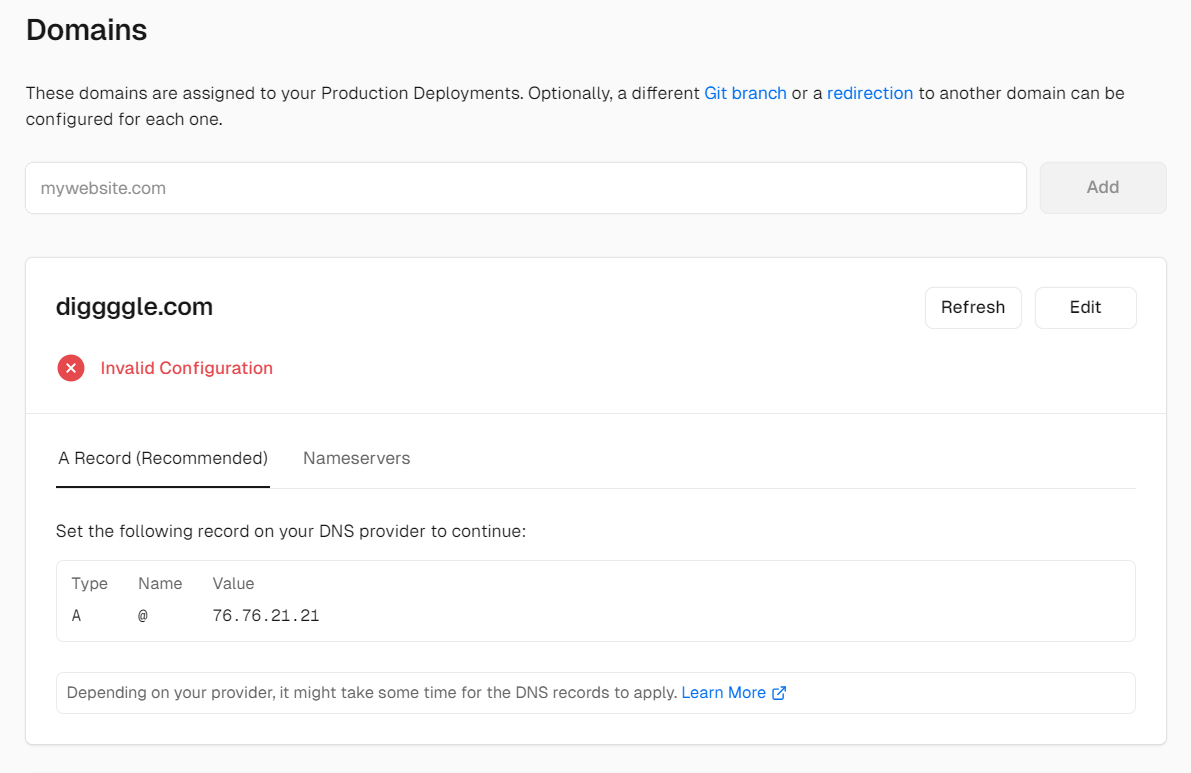 Domains
These domains are assigned to your Production Deployments. Optionally, a different Git branch or a redirection to another domain can be
configured for each one.
mywebsite.com
Add
diggggle.com
Refresh
Edit
Invalid Configuration
A Record (Recommended)
Nameservers
Set the following record on your DNS provider to continue:
Type Name Value
A @ 76.76.21.21
Depending on your provider, it might take some time for the DNS records to apply. Learn More